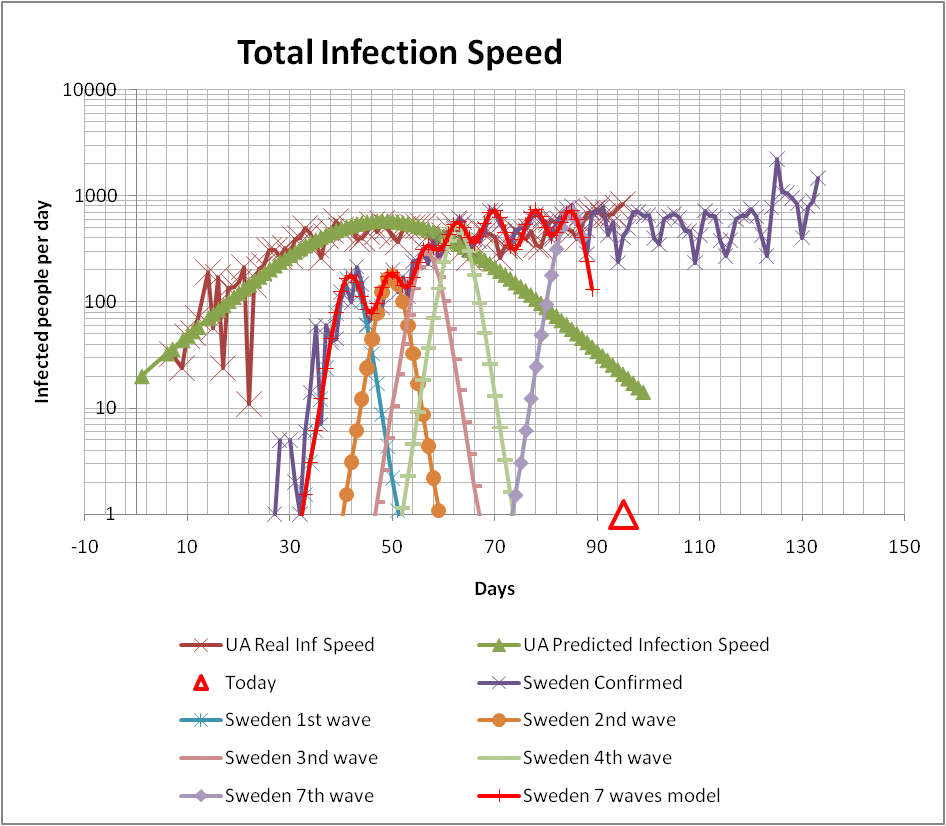 Total Infection Speed
10000
1000
100
10
1
Infected people per day
-10 10 30 50 70 90 110 130 150
Days
UA Real Inf Speed UA Predicted Infection Speed
Today Sweden Confirmed
Sweden 1st wave Sweden 2nd wave
Sweden 3nd wave Sweden 4th wave
Sweden 7th wave Sweden 7 waves model